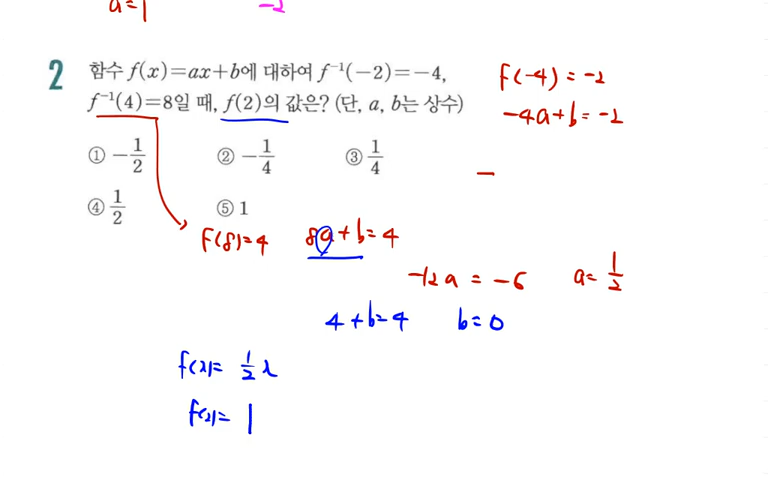 a=1 -2
2 함수 f(x)=ax+b에 대하여 f⁻¹(-2)=-4,
f⁻¹(4)=8일 때, f(2)의 값은? (단, a, b는 상수)
f(-4)=-2
-4a+b=-2
① -1/2 ② -1/4 ③ 1/4
④ 1/2 ⑤ 1
-
f(8)=4 8a+b=4
-12a=-6 a=1/2
4+b=4 b=0
f(x)=1/2x
f(2)=1